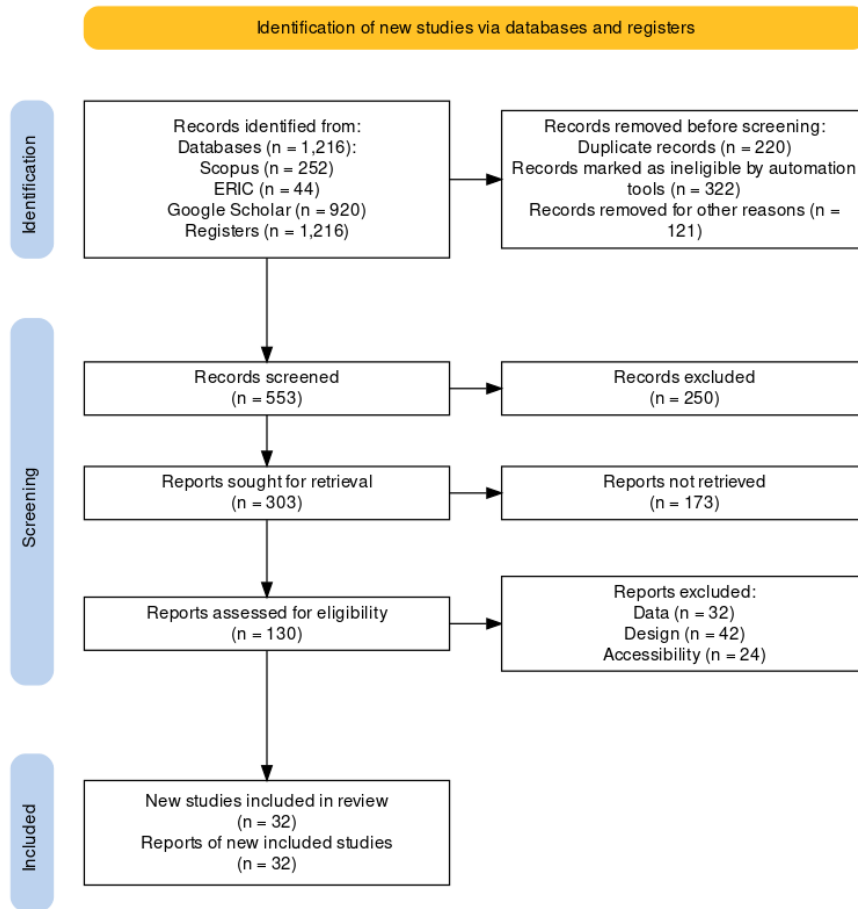 Identification of new studies via databases and registers
Identification
Records identified from:
Databases (n = 1,216):
Scopus (n = 252)
ERIC (n = 44)
Google Scholar (n = 920)
Registers (n = 1,216)
Records removed before screening:
Duplicate records (n = 220)
Records marked as ineligible by automation
tools (n = 322)
Records removed for other reasons (n =
121)
Screening
Records screened
(n = 553)
Records excluded
(n = 250)
Reports sought for retrieval
(n = 303)
Reports not retrieved
(n = 173)
Reports assessed for eligibility
(n = 130)
Reports excluded:
Data (n = 32)
Design (n = 42)
Accessibility (n = 24)
Included
New studies included in review
(n = 32)
Reports of new included studies
(n = 32)